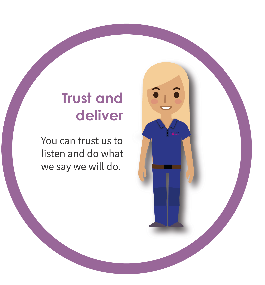 Trust and
deliver
You can trust us to
listen and do what
we say we will do.